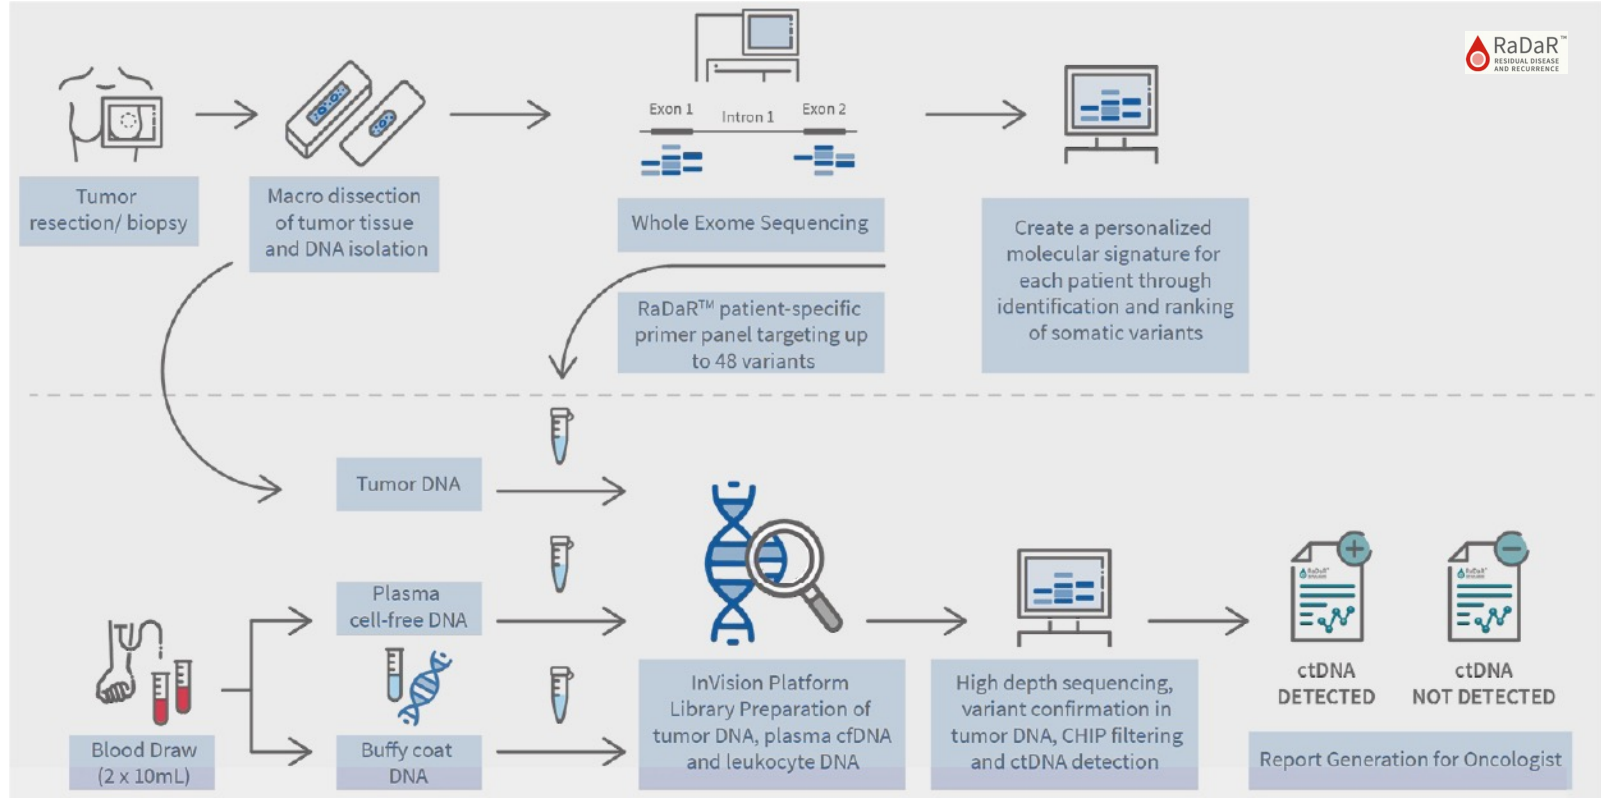 RaDaR™
RESIDUAL DISEASE
AND RECURRENCE
Exon 1
Intron 1
Exon 2
Tumor
resection/ biopsy
Macro dissection
of tumor tissue
and DNA isolation
Whole Exome Sequencing
Create a personalized
molecular signature for
each patient through
identification and ranking
of somatic variants
RaDaR™ patient-specific
primer panel targeting up
to 48 variants
Tumor DNA
Plasma
cell-free DNA
Blood Draw
(2 x 10mL)
Buffy coat
DNA
InVision Platform
Library Preparation of
tumor DNA, plasma cfDNA
and leukocyte DNA
High depth sequencing,
variant confirmation in
tumor DNA, CHIP filtering
and ctDNA detection
RaDaR™
RaDaR™
ctDNA
DETECTED
ctDNA
NOT DETECTED
Report Generation for Oncologist